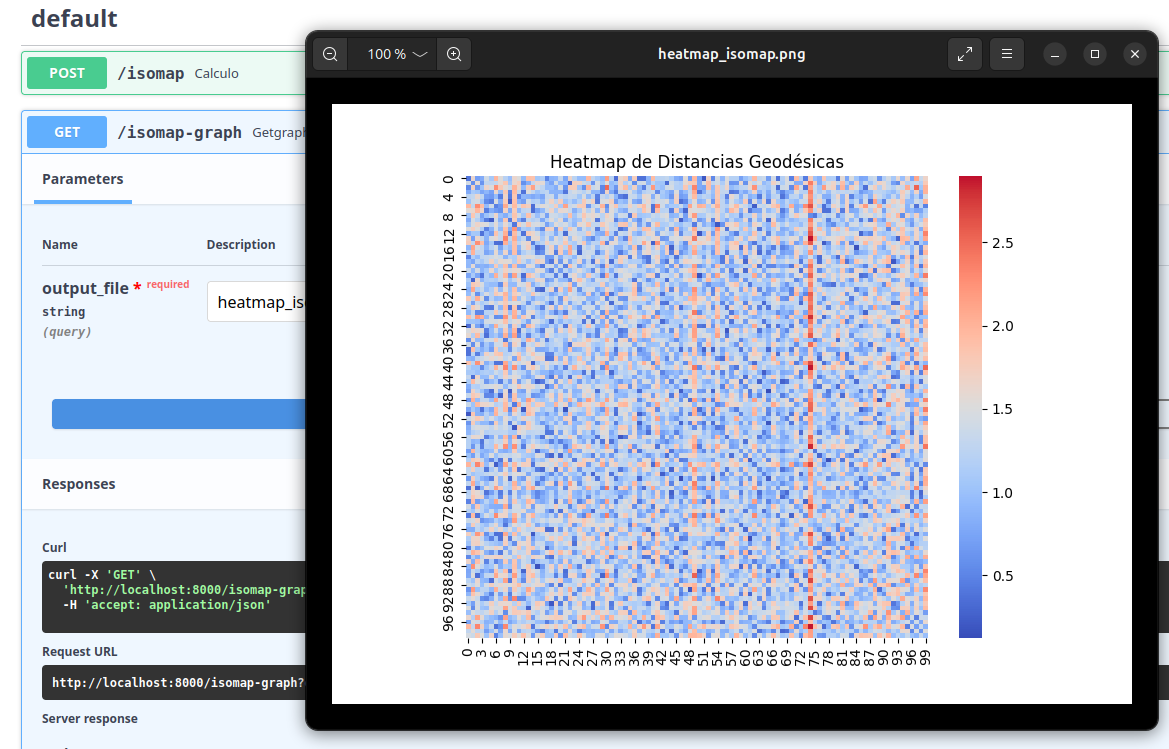 default
POST /isomap Calculo
GET /isomap-graph Getgraph
Parameters
Name Description
output_file * required
string
(query)
heatmap_is
Responses
Curl
curl -X 'GET' \
'http://localhost:8000/isomap-grap
-H 'accept: application/json'
Request URL
http://localhost:8000/isomap-graph?
Server response
100 %
heatmap_isomap.png
Heatmap de Distancias Geodésicas
0
4
8
12
16
20
24
28
32
36
40
44
48
52
56
60
64
68
72
76
80
84
88
92
96
0 3 6 9 12 15 18 21 24 27 30 33 36 39 42 45 48 51 54 57 60 63 66 69 72 75 78 81 84 87 90 93 96 99
2.5
2.0
1.5
1.0
0.5